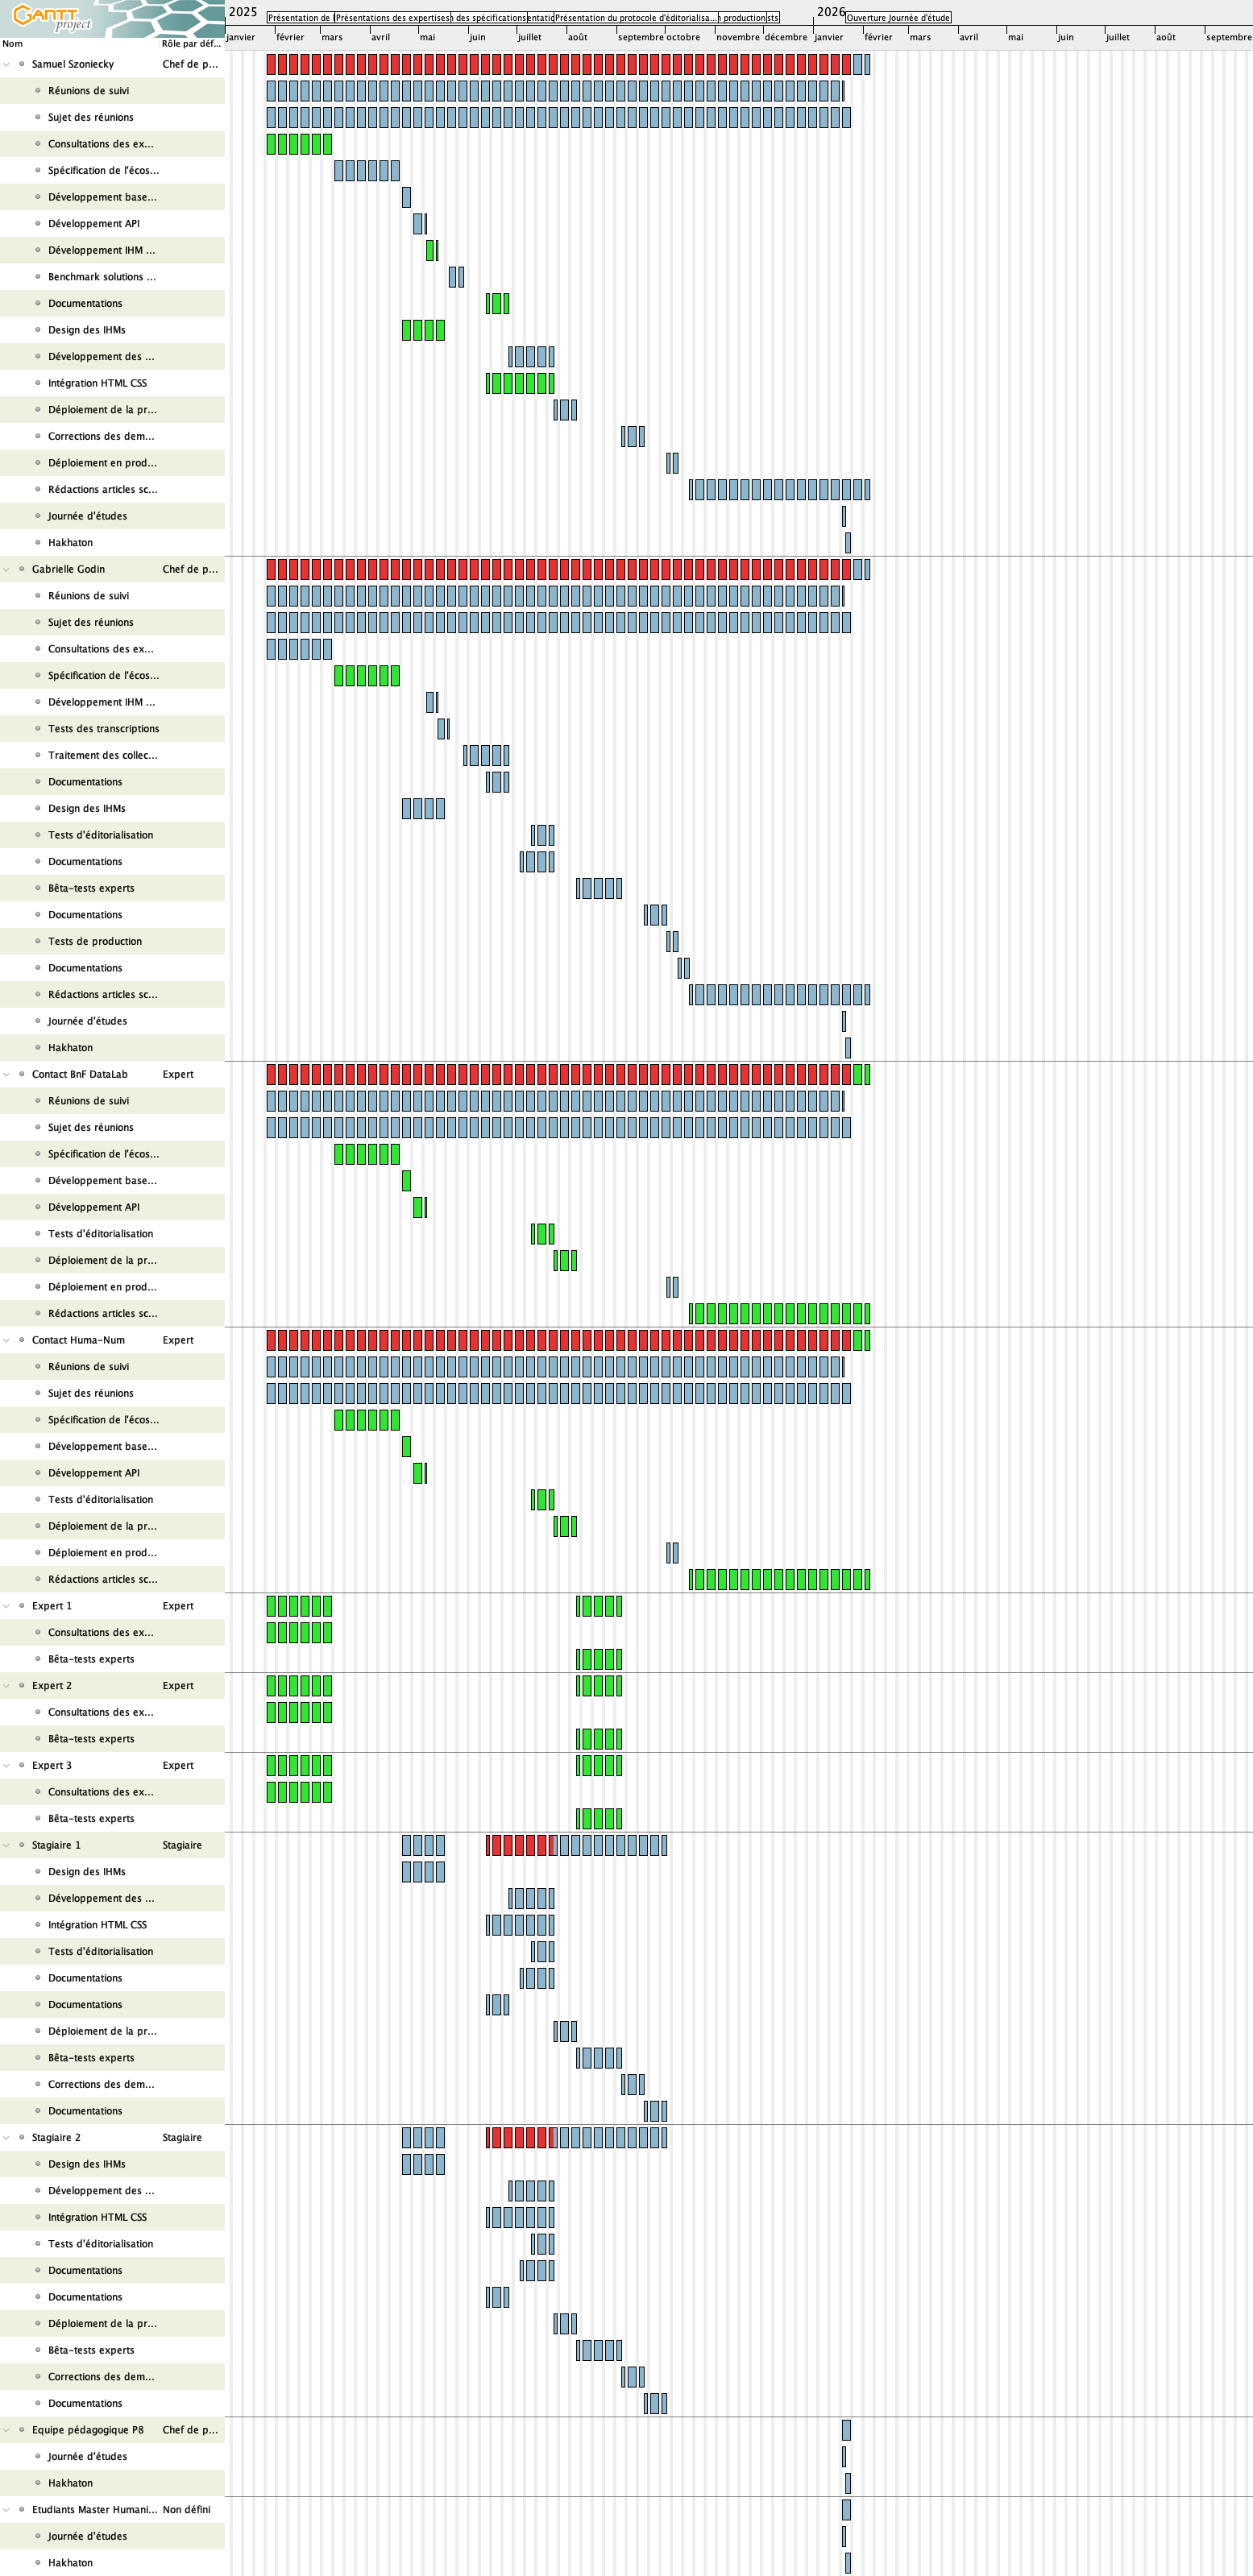 GANTT
project
2025
2026
Présentation de l
Présentations des expertises
n des spécifications
entatio
Présentation du protocole d'éditorialisa...
n production
sts
Ouverture Journée d'étude
janvier février mars avril mai juin juillet août septembre octobre novembre décembre janvier février mars avril mai juin juillet août septembre
Nom Rôle par déf...
Samuel Szoniecky Chef de p...
Réunions de suivi
Sujet des réunions
Consultations des ex...
Spécification de l'écos...
Développement base...
Développement API
Développement IHM ...
Benchmark solutions ...
Documentations
Design des IHMs
Développement des ...
Intégration HTML CSS
Déploiement de la pr...
Corrections des dem...
Déploiement en prod...
Rédactions articles sc...
Journée d'études
Hakhaton
Gabrielle Godin Chef de p...
Réunions de suivi
Sujet des réunions
Consultations des ex...
Spécification de l'écos...
Développement IHM ...
Tests des transcriptions
Traitement des collec...
Documentations
Design des IHMs
Tests d'éditorialisation
Documentations
Bêta-tests experts
Documentations
Tests de production
Documentations
Rédactions articles sc...
Journée d'études
Hakhaton
Contact BnF DataLab Expert
Réunions de suivi
Sujet des réunions
Spécification de l'écos...
Développement base...
Développement API
Tests d'éditorialisation
Déploiement de la pr...
Déploiement en prod...
Rédactions articles sc...
Contact Huma-Num Expert
Réunions de suivi
Sujet des réunions
Spécification de l'écos...
Développement base...
Développement API
Tests d'éditorialisation
Déploiement de la pr...
Déploiement en prod...
Rédactions articles sc...
Expert 1 Expert
Consultations des ex...
Bêta-tests experts
Expert 2 Expert
Consultations des ex...
Bêta-tests experts
Expert 3 Expert
Consultations des ex...
Bêta-tests experts
Stagiaire 1 Stagiaire
Design des IHMs
Développement des ...
Intégration HTML CSS
Tests d'éditorialisation
Documentations
Documentations
Déploiement de la pr...
Bêta-tests experts
Corrections des dem...
Documentations
Stagiaire 2 Stagiaire
Design des IHMs
Développement des ...
Intégration HTML CSS
Tests d'éditorialisation
Documentations
Documentations
Déploiement de la pr...
Bêta-tests experts
Corrections des dem...
Documentations
Equipe pédagogique P8 Chef de p...
Journée d'études
Hakhaton
Etudiants Master Humani... Non défini
Journée d'études
Hakhaton